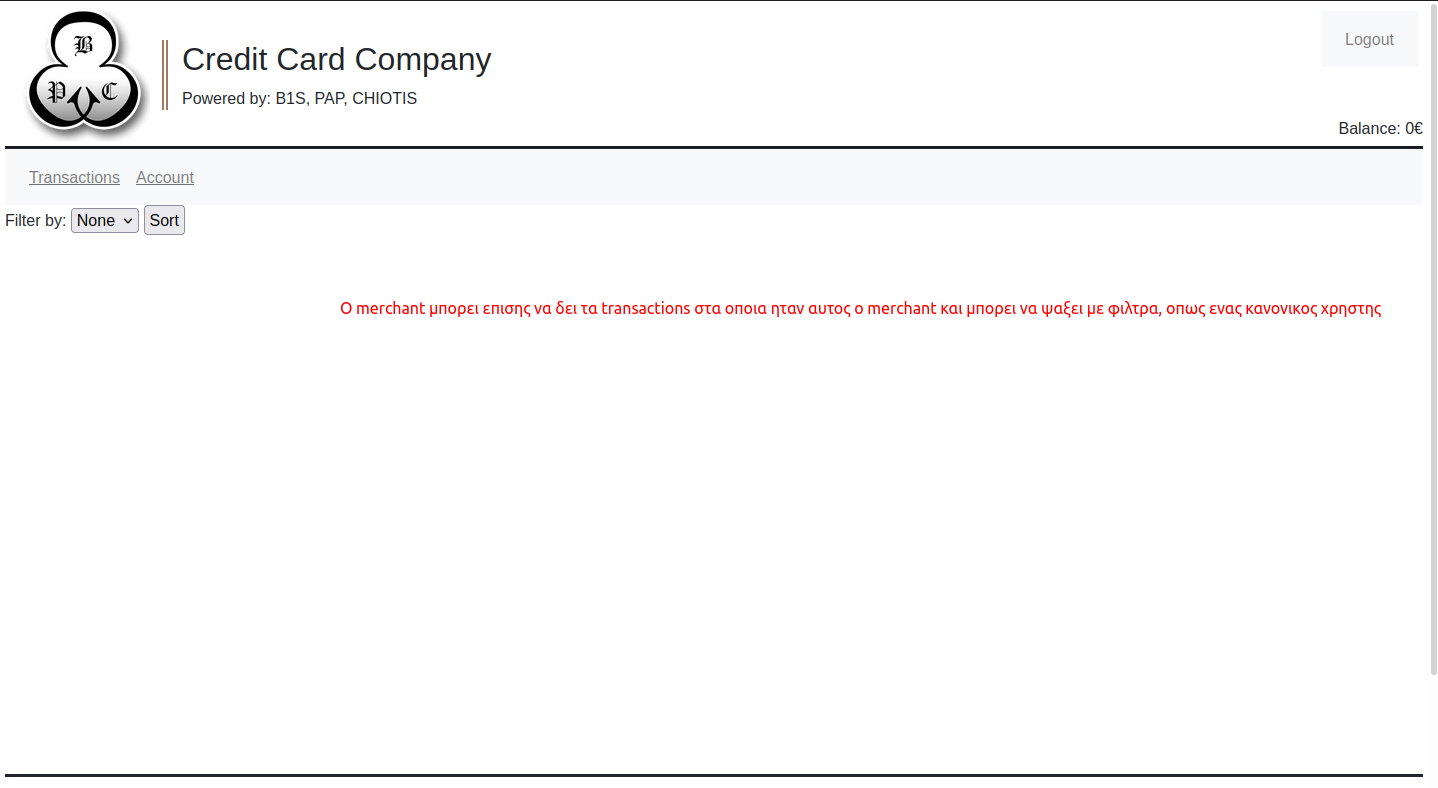 B
P C
Credit Card Company
Powered by: B1S, PAP, CHIOTIS
Logout
Balance: 0€
Transactions Account
Filter by: None Sort
Ο merchant μπορει επισης να δει τα transactions στα οποια ηταν αυτος ο merchant και μπορει να ψαξει με φιλτρα, οπως ενας κανονικος χρηστης